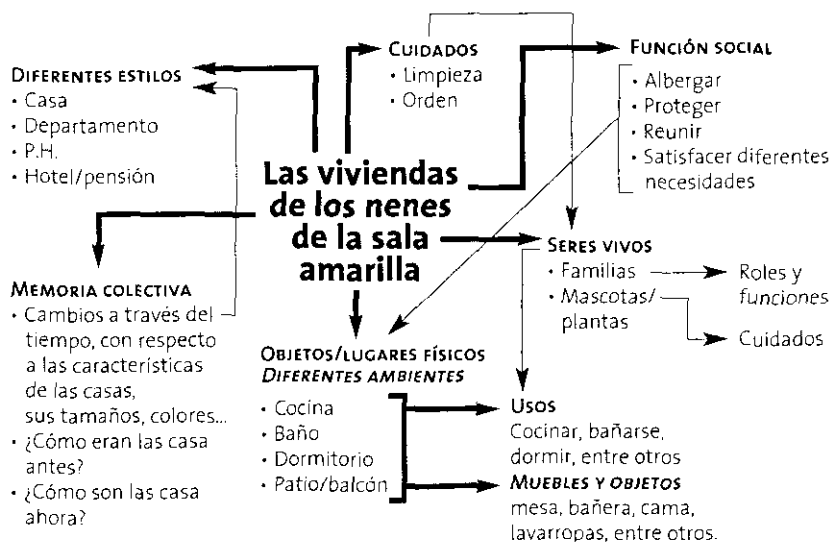 CUIDADOS
• Limpieza
• Orden
FUNCIÓN SOCIAL
• Albergar
• Proteger
• Reunir
• Satisfacer diferentes
necesidades
DIFERENTES ESTILOS
• Casa
• Departamento
• P.H.
• Hotel/pensión
Las viviendas
de los nenes
de la sala
amarilla
SERES VIVOS
• Familias
• Mascotas/
plantas
Roles y
funciones
Cuidados
MEMORIA COLECTIVA
• Cambios a través del
tiempo, con respecto
a las características
de las casas,
sus tamaños, colores...
• ¿Cómo eran las casa
antes?
• ¿Cómo son las casa
ahora?
OBJETOS/LUGARES FÍSICOS
DIFERENTES AMBIENTES
• Cocina
• Baño
• Dormitorio
• Patio/balcón
USOS
Cocinar, bañarse,
dormir, entre otros
MUEBLES Y OBJETOS
mesa, bañera, cama,
lavarropas, entre otros.